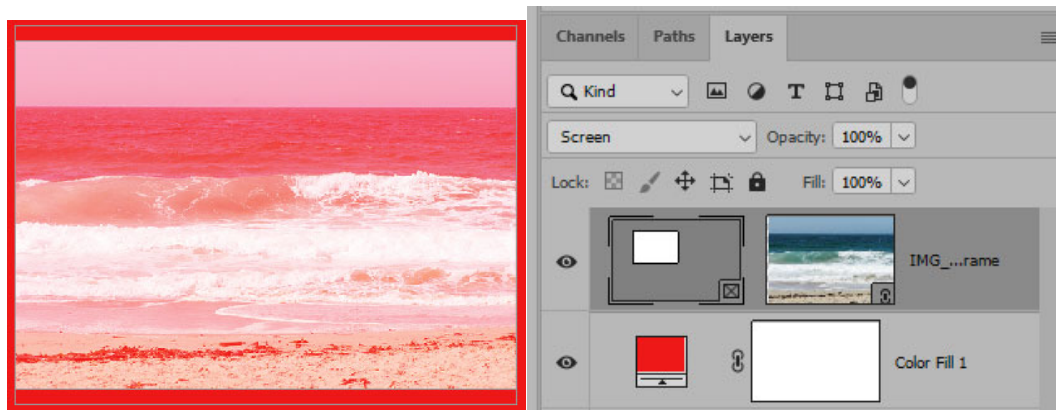 Channels Paths Layers
Kind
Screen Opacity: 100%
Lock: Fill: 100%
IMG_...rame
Color Fill 1